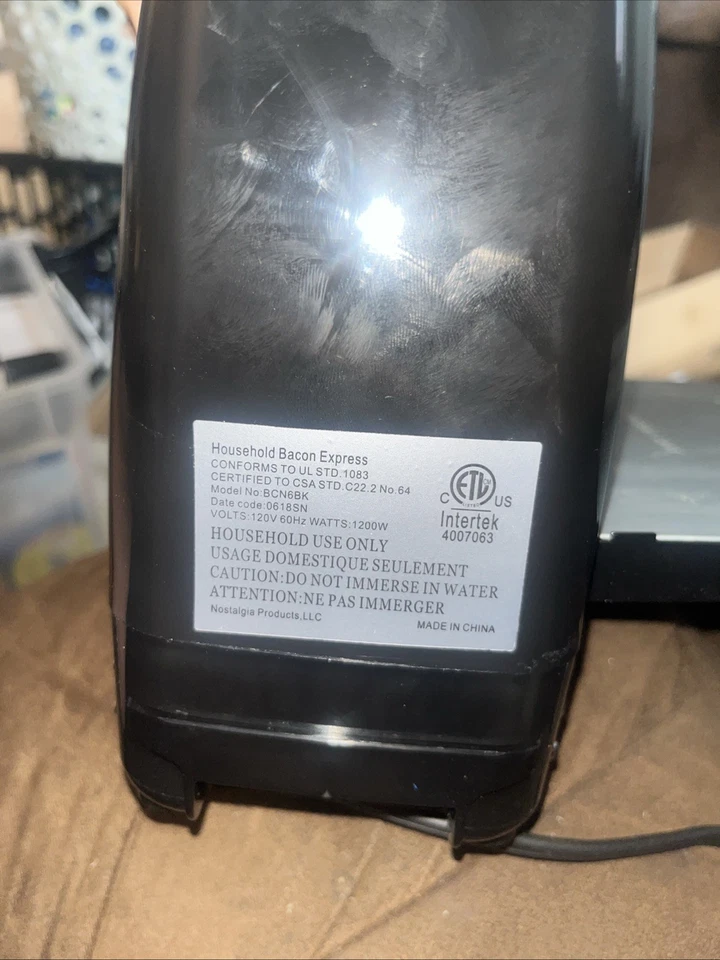 Household Bacon Express
CONFORMS TO UL STD.1083
CERTIFIED TO CSA STD.C22.2 No.64
Model No:BCN6BK
Date code:0618SN
VOLTS:120V 60Hz WATTS:1200W
HOUSEHOLD USE ONLY
USAGE DOMESTIQUE SEULEMENT
CAUTION:DO NOT IMMERSE IN WATER
ATTENTION:NE PAS IMMERGER
Nostalgia Products,LLC
MADE IN CHINA
ETL
LISTED
C US
Intertek
4007063